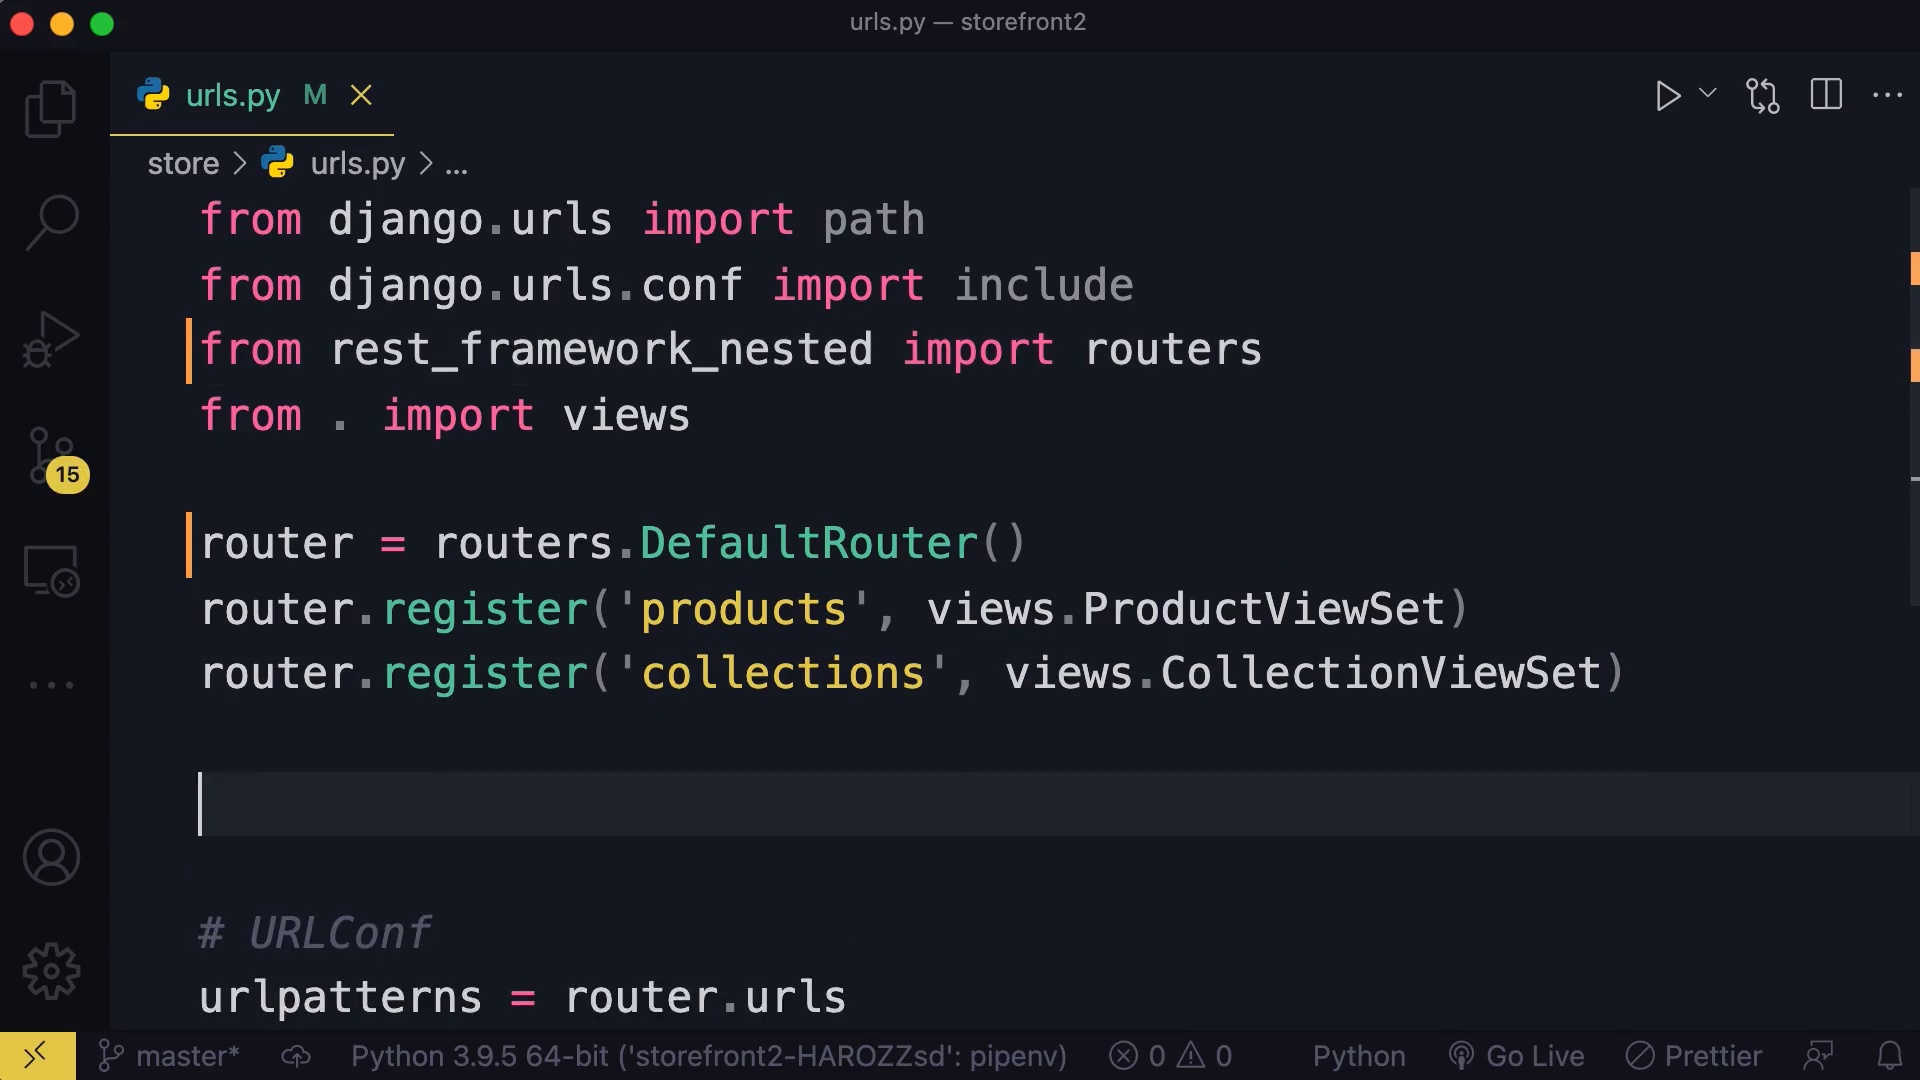 urls.py — storefront2
urls.py M
store > urls.py > ...
from django.urls import path
from django.urls.conf import include
from rest_framework_nested import routers
from . import views
router = routers.DefaultRouter()
router.register('products', views.ProductViewSet)
router.register('collections', views.CollectionViewSet)
# URLConf
urlpatterns = router.urls
15
master* Python 3.9.5 64-bit ('storefront2-HAROZZsd': pipenv) 0 0 Python Go Live Prettier